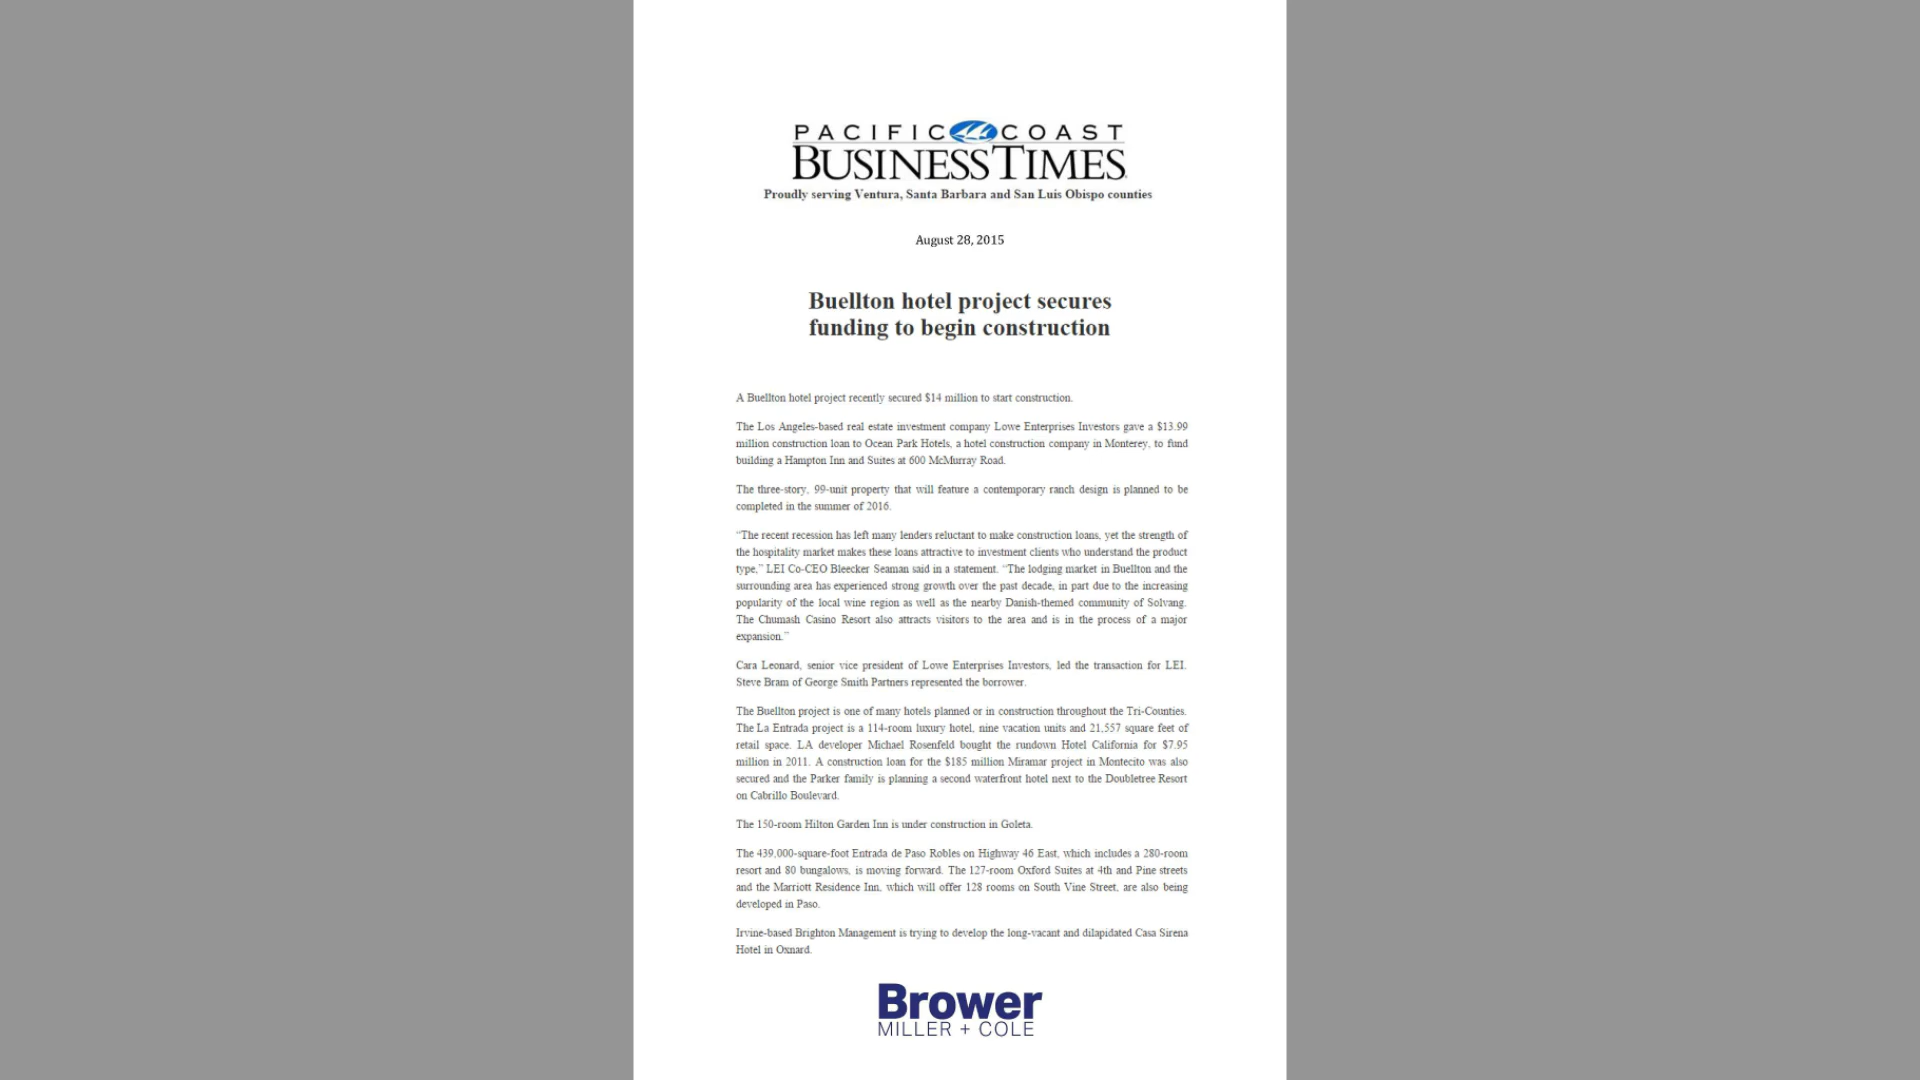 PACIFIC COAST
BUSINESS TIMES
Proudly serving Ventura, Santa Barbara and San Luis Obispo counties
August 28, 2015
Buellton hotel project secures
funding to begin construction
A Buellton hotel project recently secured $14 million to start construction.
The Los Angeles-based real estate investment company Lowe Enterprises Investors gave a $13.99
million construction loan to Ocean Park Hotels, a hotel construction company in Monterey, to fund
building a Hampton Inn and Suites at 600 McMurray Road.
The three-story, 99-unit property that will feature a contemporary ranch design is planned to be
completed in the summer of 2016.
“The recent recession has left many lenders reluctant to make construction loans, yet the strength of
the hospitality market makes these loans attractive to investment clients who understand the product
type,” LEI Co-CEO Bleecker Seaman said in a statement. “The lodging market in Buellton and the
surrounding area has experienced strong growth over the past decade, in part due to the increasing
popularity of the local wine region as well as the nearby Danish-themed community of Solvang.
The Chumash Casino Resort also attracts visitors to the area and is in the process of a major
expansion.”
Cara Leonard, senior vice president of Lowe Enterprises Investors, led the transaction for LEI.
Steve Bram of George Smith Partners represented the borrower.
The Buellton project is one of many hotels planned or in construction throughout the Tri-Counties.
The La Entrada project is a 114-room luxury hotel, nine vacation units and 21,557 square feet of
retail space. LA developer Michael Rosenfeld bought the rundown Hotel California for $7.95
million in 2011. A construction loan for the $185 million Miramar project in Montecito was also
secured and the Parker family is planning a second waterfront hotel next to the Doubletree Resort
on Cabrillo Boulevard.
The 150-room Hilton Garden Inn is under construction in Goleta.
The 439,000-square-foot Entrada de Paso Robles on Highway 46 East, which includes a 280-room
resort and 80 bungalows, is moving forward. The 127-room Oxford Suites at 4th and Pine streets
and the Marriott Residence Inn, which will offer 128 rooms on South Vine Street, are also being
developed in Paso.
Irvine-based Brighton Management is trying to develop the long-vacant and dilapidated Casa Sirena
Hotel in Oxnard.
Brower
MILLER + COLE